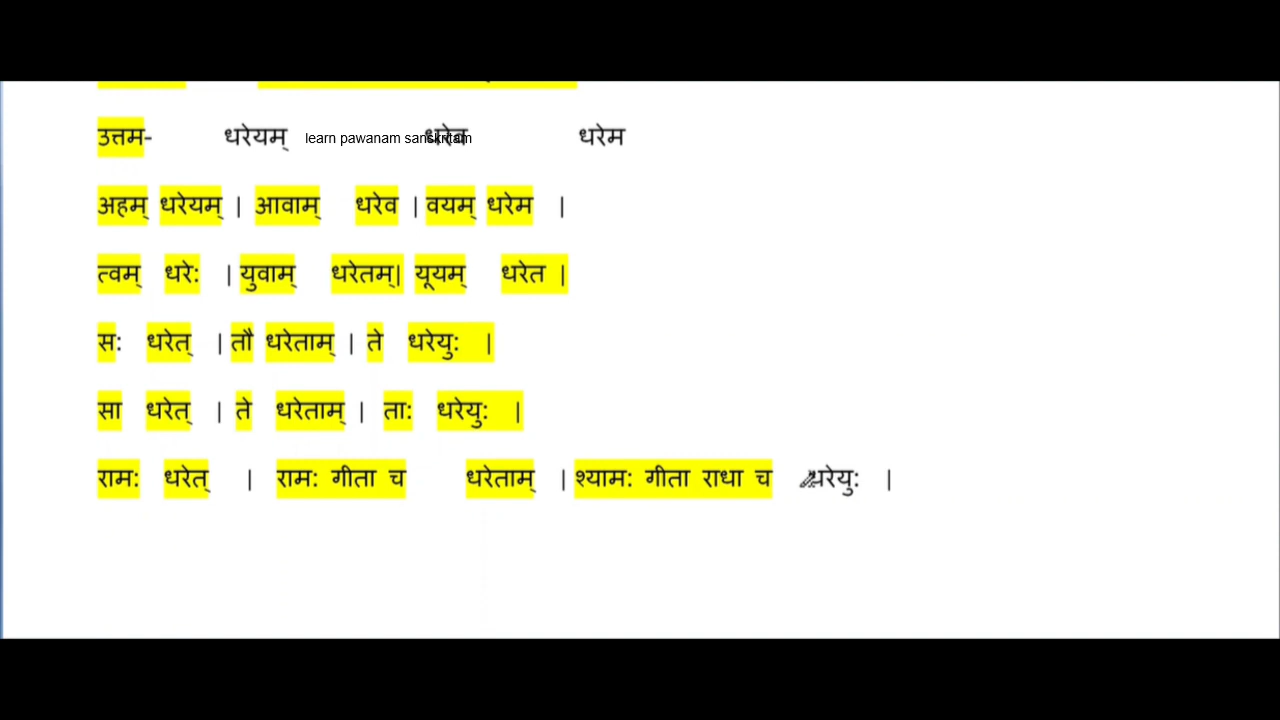 उत्तम- धरेयम् learn pawanam sanskritam धरेव धरेम
अहम् धरेयम् | आवाम् धरेव | वयम् धरेम |
त्वम् धरे: | युवाम् धरेतम्| यूयम् धरेत |
स: धरेत् | तौ धरेताम् | ते धरेयु: |
सा धरेत् | ते धरेताम् | ता: धरेयु: |
राम: धरेत् | राम: गीता च धरेताम् | श्याम: गीता राधा च धरेयु: |